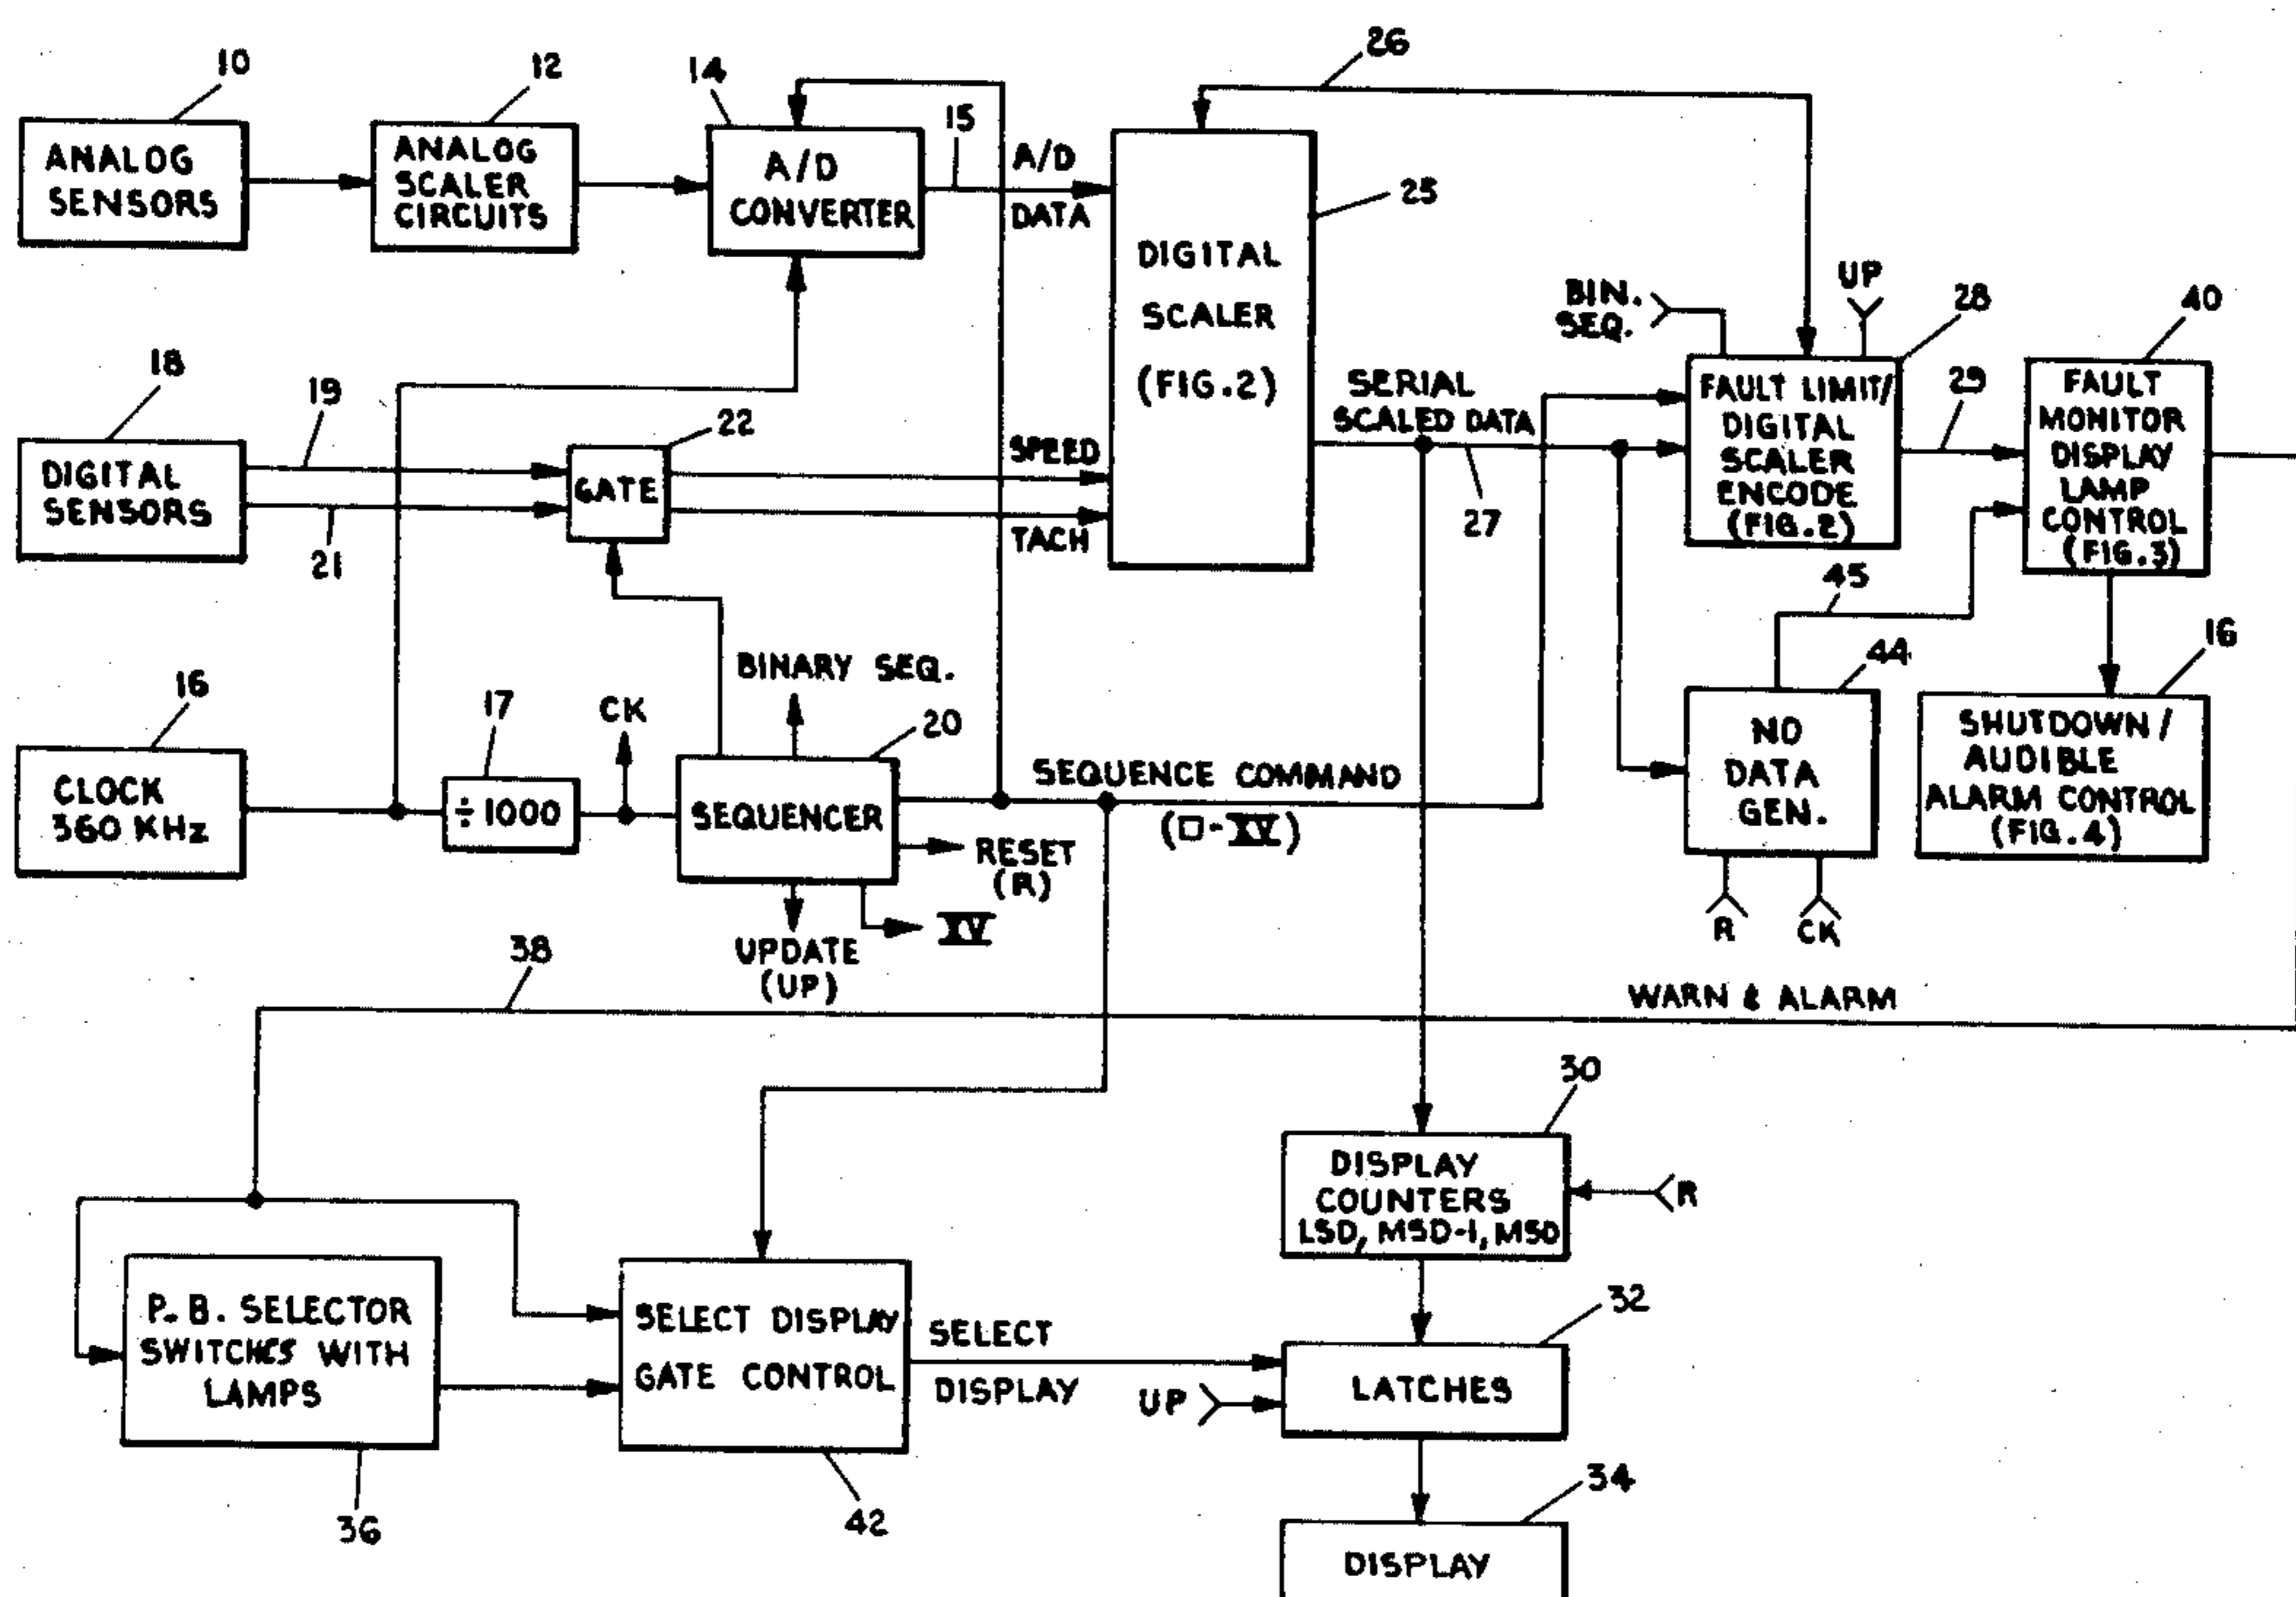 10
ANALOG
SENSORS
12
ANALOG
SCALER
CIRCUITS
14
A/D
CONVERTER
15
A/D
DATA
26
25
DIGITAL
SCALER
(FIG.2)
18
DIGITAL
SENSORS
19
21
22
GATE
SPEED
TACH
SERIAL
SCALED DATA
27
BIN.
SEQ.
UP
28
FAULT LIMIT/
DIGITAL
SCALER
ENCODE
(FIG.2)
29
40
FAULT
MONITOR
DISPLAY
LAMP
CONTROL
(FIG.3)
16
CLOCK
360 KHz
17
÷1000
CK
BINARY SEQ.
20
SEQUENCER
SEQUENCE COMMAND
(0-XV)
RESET
(R)
XV
UPDATE
(UP)
45
44
NO
DATA
GEN.
R
CK
16
SHUTDOWN/
AUDIBLE
ALARM CONTROL
(FIG.4)
38
WARN & ALARM
30
DISPLAY
COUNTERS
LSD, MSD-1, MSD
R
P.B. SELECTOR
SWITCHES WITH
LAMPS
36
SELECT DISPLAY
GATE CONTROL
42
SELECT
DISPLAY
UP
32
LATCHES
34
DISPLAY